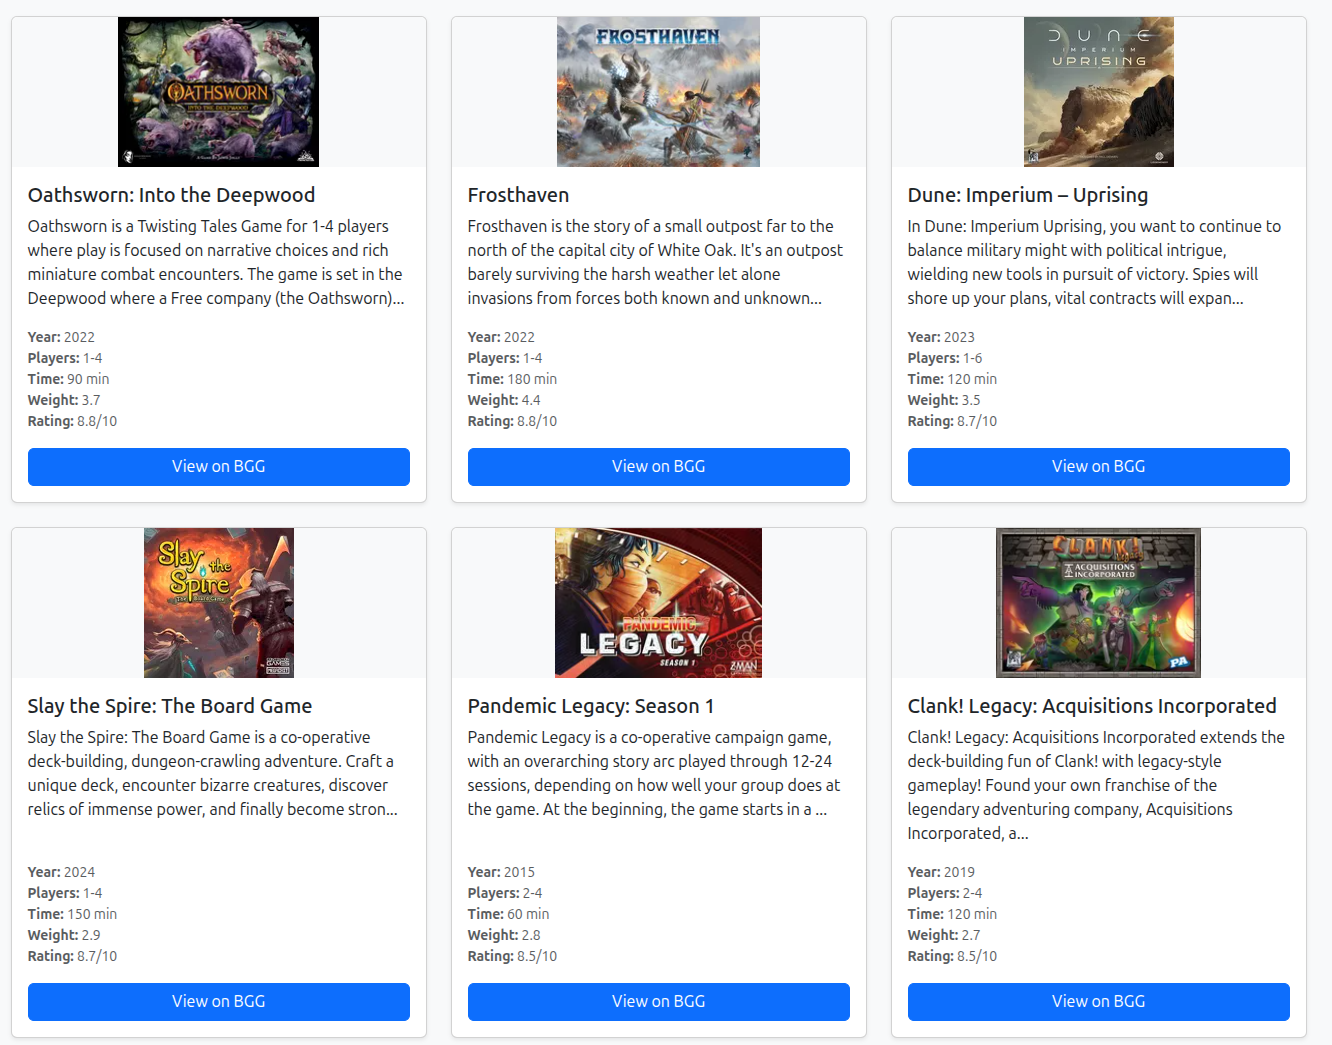 OATHSWORN
INTO THE DEEPWOOD
Oathsworn: Into the Deepwood
Oathsworn is a Twisting Tales Game for 1-4 players
where play is focused on narrative choices and rich
miniature combat encounters. The game is set in the
Deepwood where a Free company (the Oathsworn)...
Year: 2022
Players: 1-4
Time: 90 min
Weight: 3.7
Rating: 8.8/10
View on BGG
FROSTHAVEN
Frosthaven
Frosthaven is the story of a small outpost far to the
north of the capital city of White Oak. It's an outpost
barely surviving the harsh weather let alone
invasions from forces both known and unknown...
Year: 2022
Players: 1-4
Time: 180 min
Weight: 4.4
Rating: 8.8/10
View on BGG
DUNE
IMPERIUM
UPRISING
Dune: Imperium – Uprising
In Dune: Imperium Uprising, you want to continue to
balance military might with political intrigue,
wielding new tools in pursuit of victory. Spies will
shore up your plans, vital contracts will expan...
Year: 2023
Players: 1-6
Time: 120 min
Weight: 3.5
Rating: 8.7/10
View on BGG
Slay
the
Spire
The Board Game
Slay the Spire: The Board Game
Slay the Spire: The Board Game is a co-operative
deck-building, dungeon-crawling adventure. Craft a
unique deck, encounter bizarre creatures, discover
relics of immense power, and finally become stron...
Year: 2024
Players: 1-4
Time: 150 min
Weight: 2.9
Rating: 8.7/10
View on BGG
PANDEMIC
LEGACY
SEASON 1
Z-MAN
Pandemic Legacy: Season 1
Pandemic Legacy is a co-operative campaign game,
with an overarching story arc played through 12-24
sessions, depending on how well your group does at
the game. At the beginning, the game starts in a ...
Year: 2015
Players: 2-4
Time: 60 min
Weight: 2.8
Rating: 8.5/10
View on BGG
CLANK!
ACQUISITIONS
INCORPORATED
PA
Clank! Legacy: Acquisitions Incorporated
Clank! Legacy: Acquisitions Incorporated extends the
deck-building fun of Clank! with legacy-style
gameplay! Found your own franchise of the
legendary adventuring company, Acquisitions
Incorporated, a...
Year: 2019
Players: 2-4
Time: 120 min
Weight: 2.7
Rating: 8.5/10
View on BGG